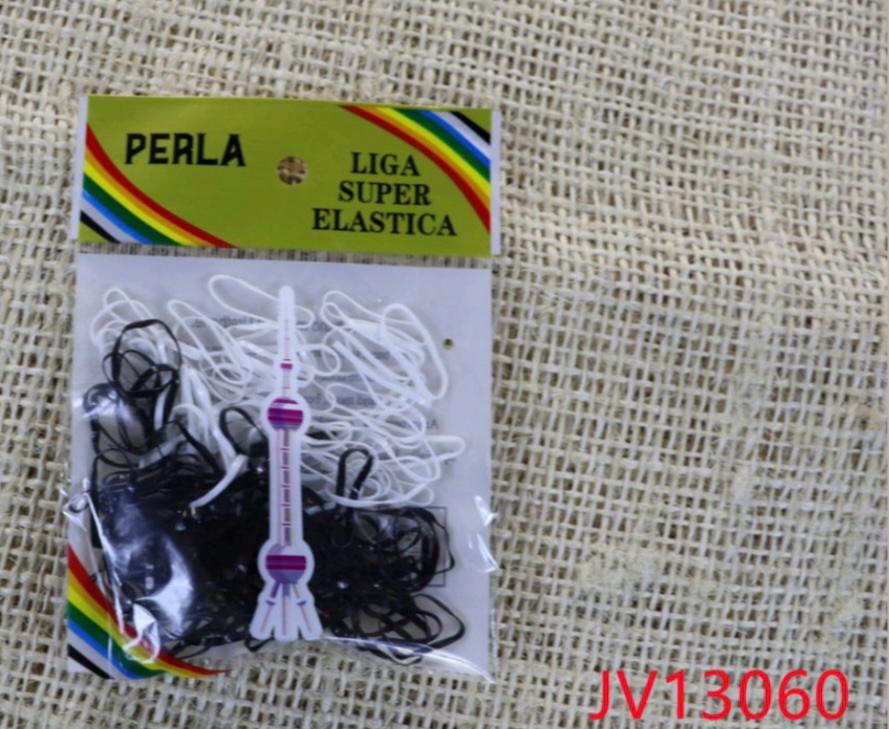 PERLA
LIGA
SUPER
ELASTICA
JV13060